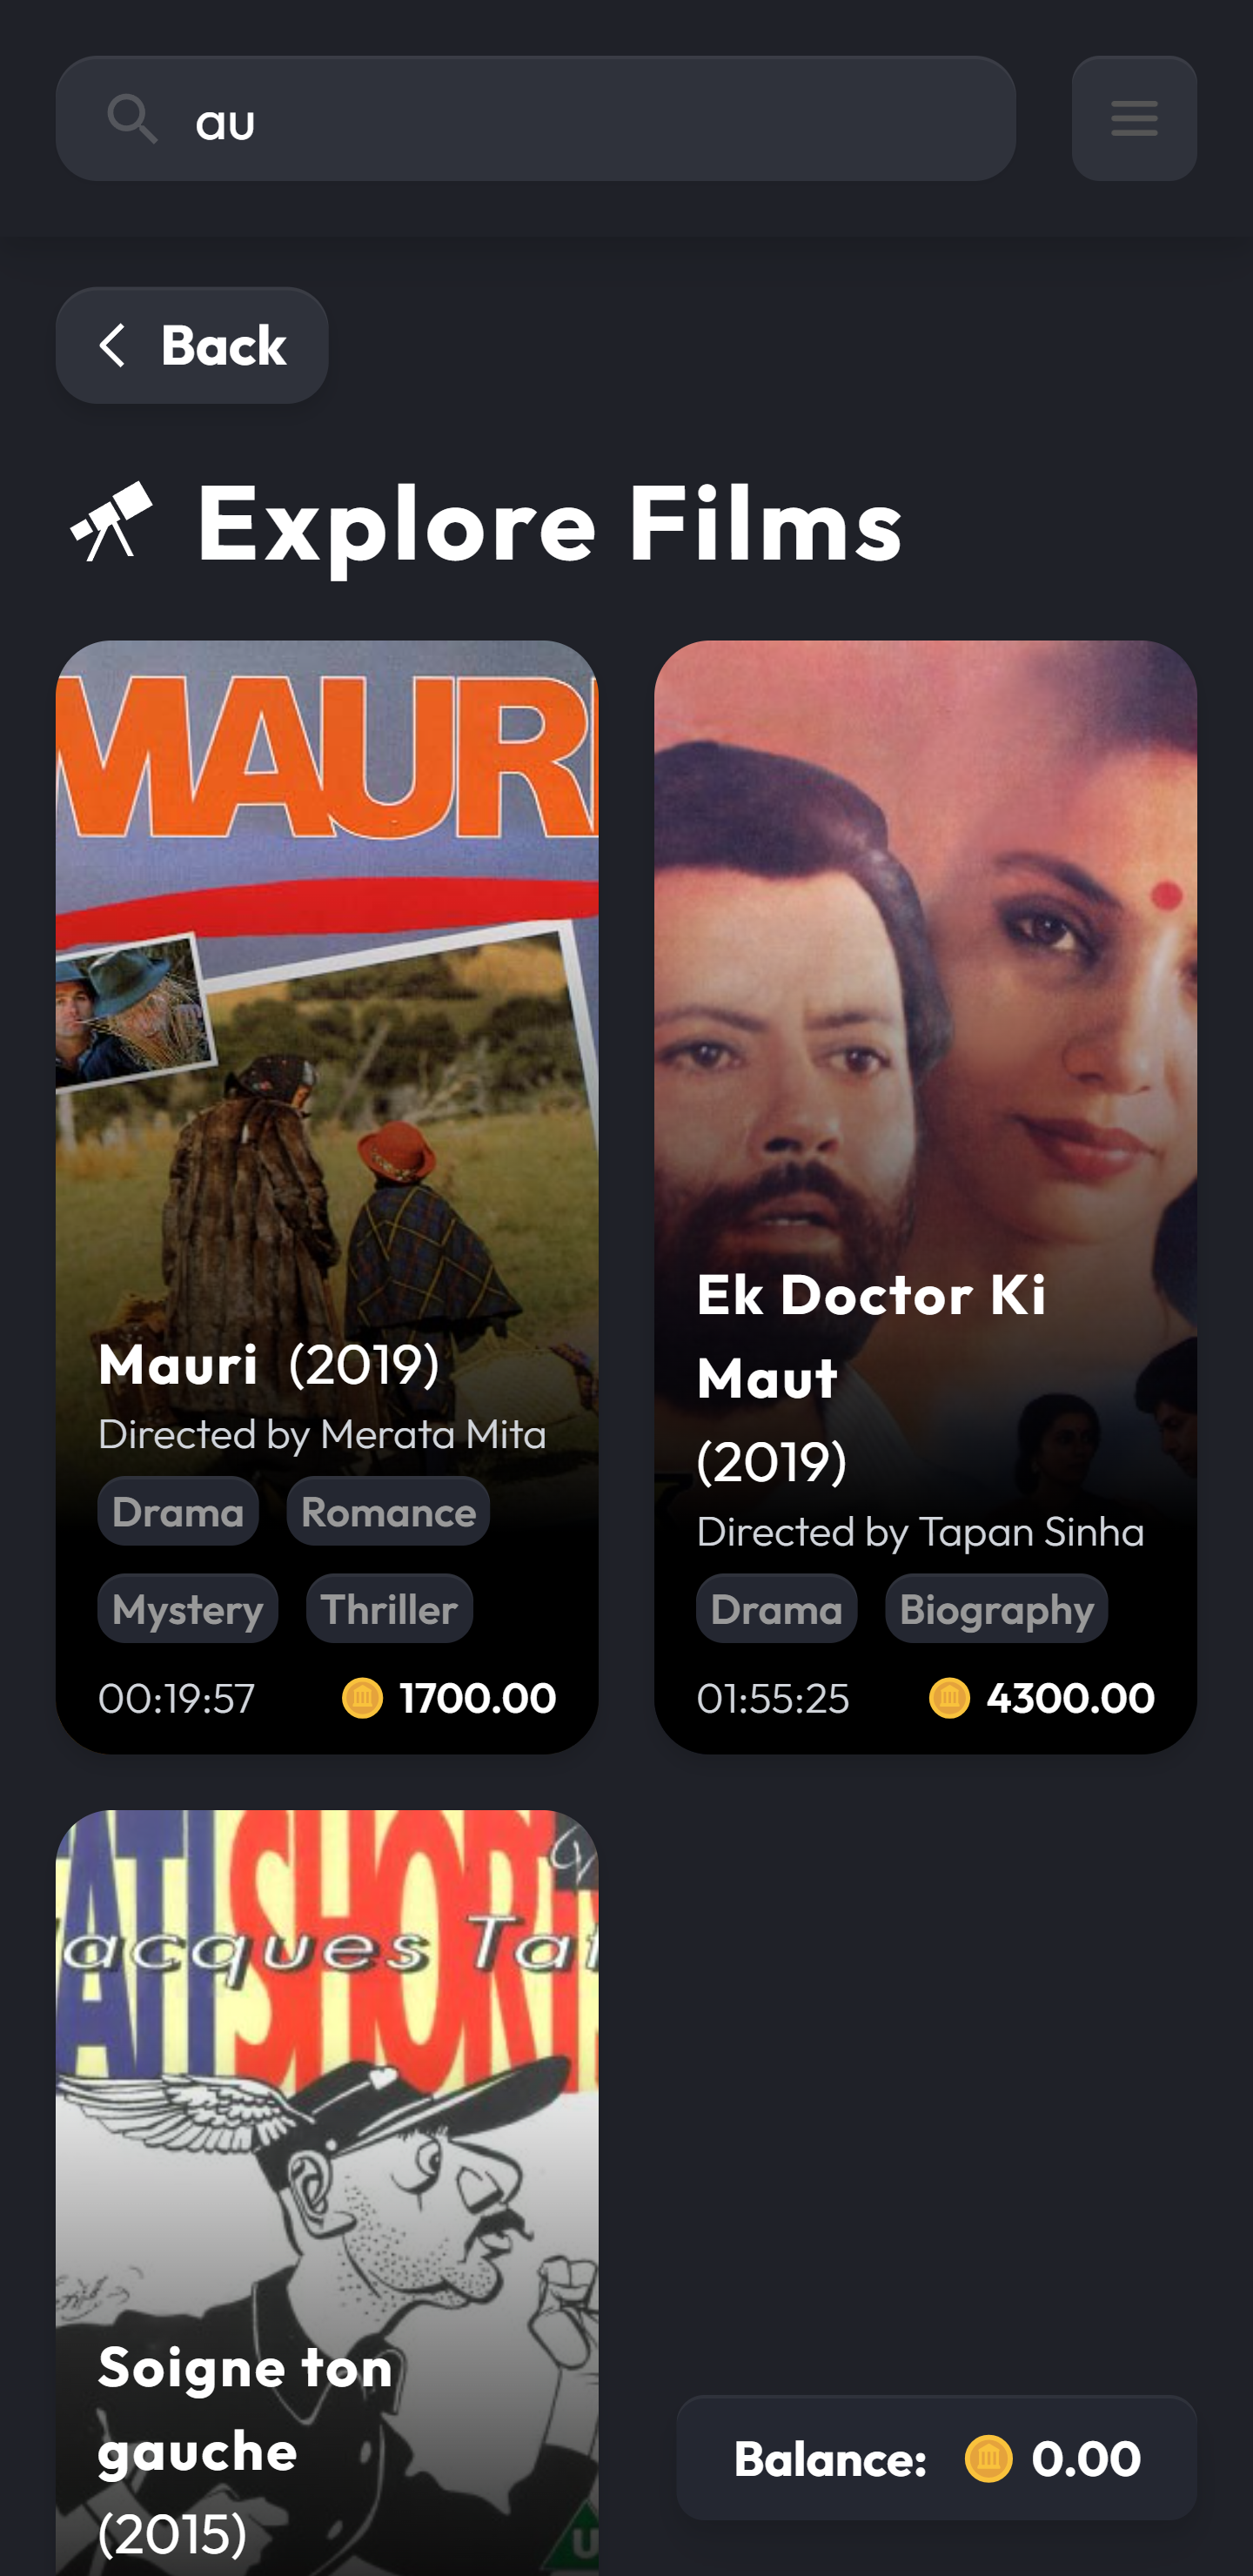 au
Back
Explore Films
MAURI
Mauri (2019)
Directed by Merata Mita
Drama Romance
Mystery Thriller
00:19:57 1700.00
Ek Doctor Ki
Maut
(2019)
Directed by Tapan Sinha
Drama Biography
01:55:25 4300.00
TATI SHORTS
by
Jacques Tati
Soigne ton
gauche
(2015)
U
Balance: 0.00